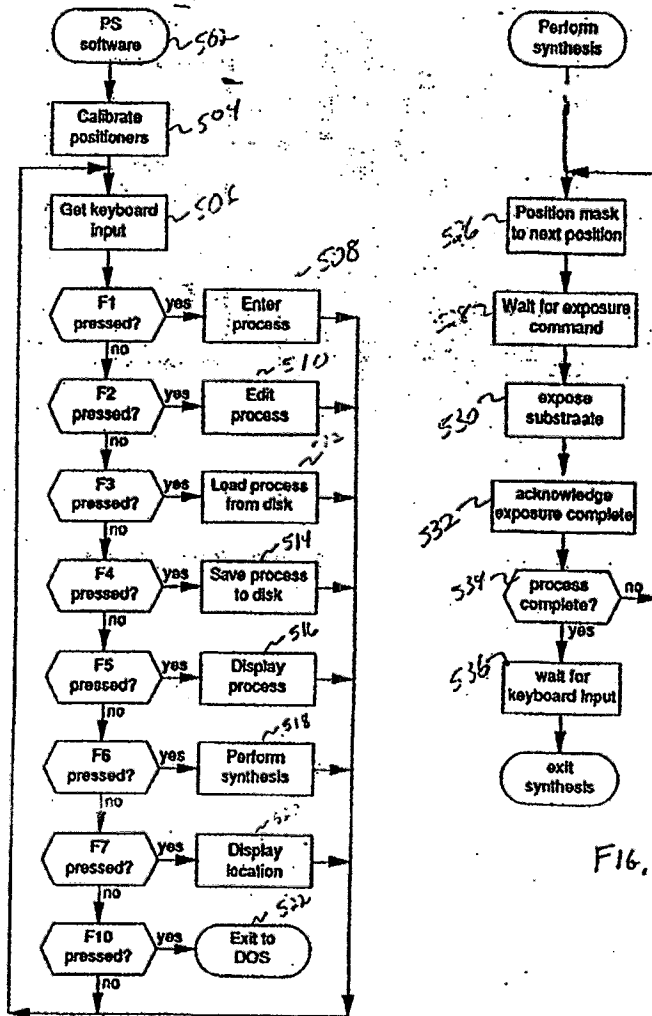 PS
software
502
Calibrate
positioners
504
Get keyboard
input
506
F1
pressed?
yes
Enter
process
508
no
F2
pressed?
yes
Edit
process
510
no
F3
pressed?
yes
Load process
from disk
no
F4
pressed?
yes
Save process
to disk
514
no
F5
pressed?
yes
Display
process
516
no
F6
pressed?
yes
Perform
synthesis
518
no
F7
pressed?
yes
Display
location
no
F10
pressed?
yes
Exit to
DOS
522
no
Perform
synthesis
Position mask
to next position
526
Wait for exposure
command
528
expose
substraate
530
acknowledge
exposure complete
532
process
complete?
534
no
yes
wait for
keyboard input
536
exit
synthesis
FIG.